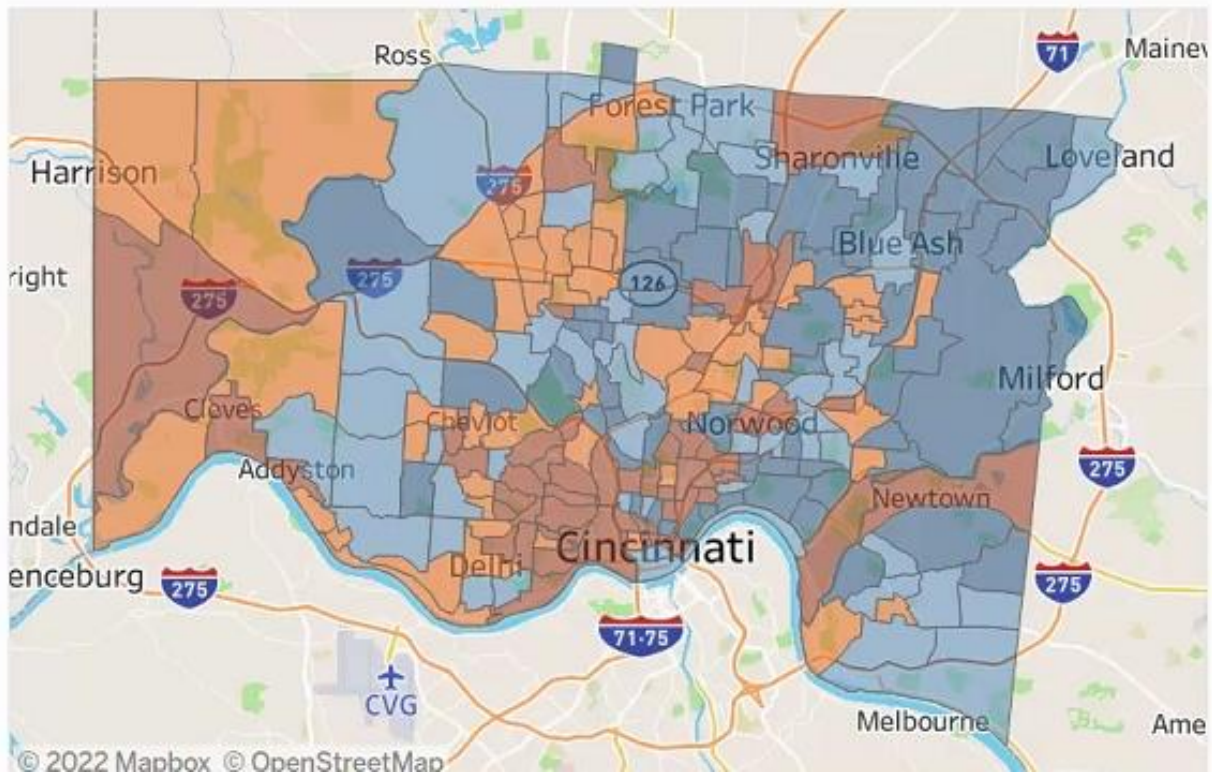 71
Ross
Mainev
Forest Park
Harrison
275
Sharonville
Loveland
Blue Ash
275
right
275
126
Milford
Cleves
Cheviot
Norwood
Addyston
275
Newtown
ndale
Cincinnati
enceburg
Delhi
275
275
71·75
CVG
Melbourne
Ame
© 2022 Mapbox © OpenStreetMap